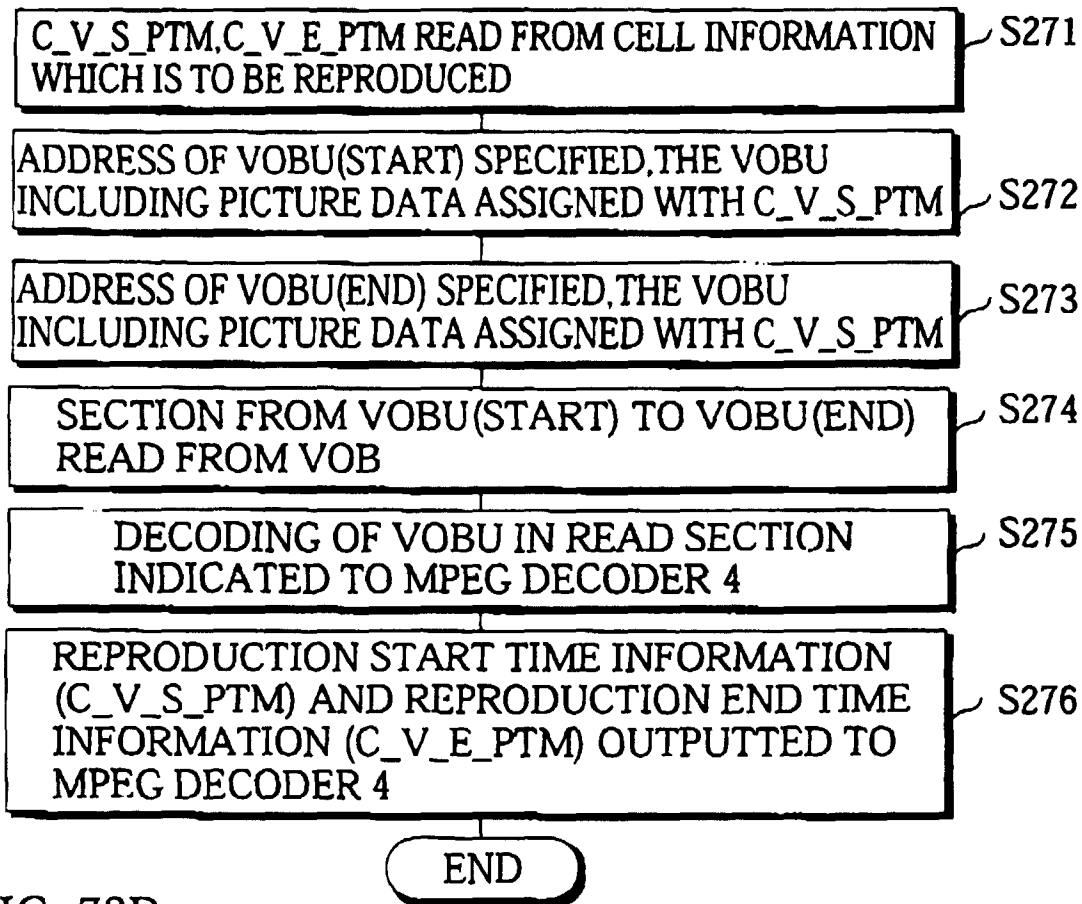 C_V_S_PTM,C_V_E_PTM READ FROM CELL INFORMATION
WHICH IS TO BE REPRODUCED
S271
ADDRESS OF VOBU(START) SPECIFIED,THE VOBU
INCLUDING PICTURE DATA ASSIGNED WITH C_V_S_PTM
S272
ADDRESS OF VOBU(END) SPECIFIED,THE VOBU
INCLUDING PICTURE DATA ASSIGNED WITH C_V_S_PTM
S273
SECTION FROM VOBU(START) TO VOBU(END)
READ FROM VOB
S274
DECODING OF VOBU IN READ SECTION
INDICATED TO MPEG DECODER 4
S275
REPRODUCTION START TIME INFORMATION
(C_V_S_PTM) AND REPRODUCTION END TIME
INFORMATION (C_V_E_PTM) OUTPUTTED TO
MPEG DECODER 4
S276
END